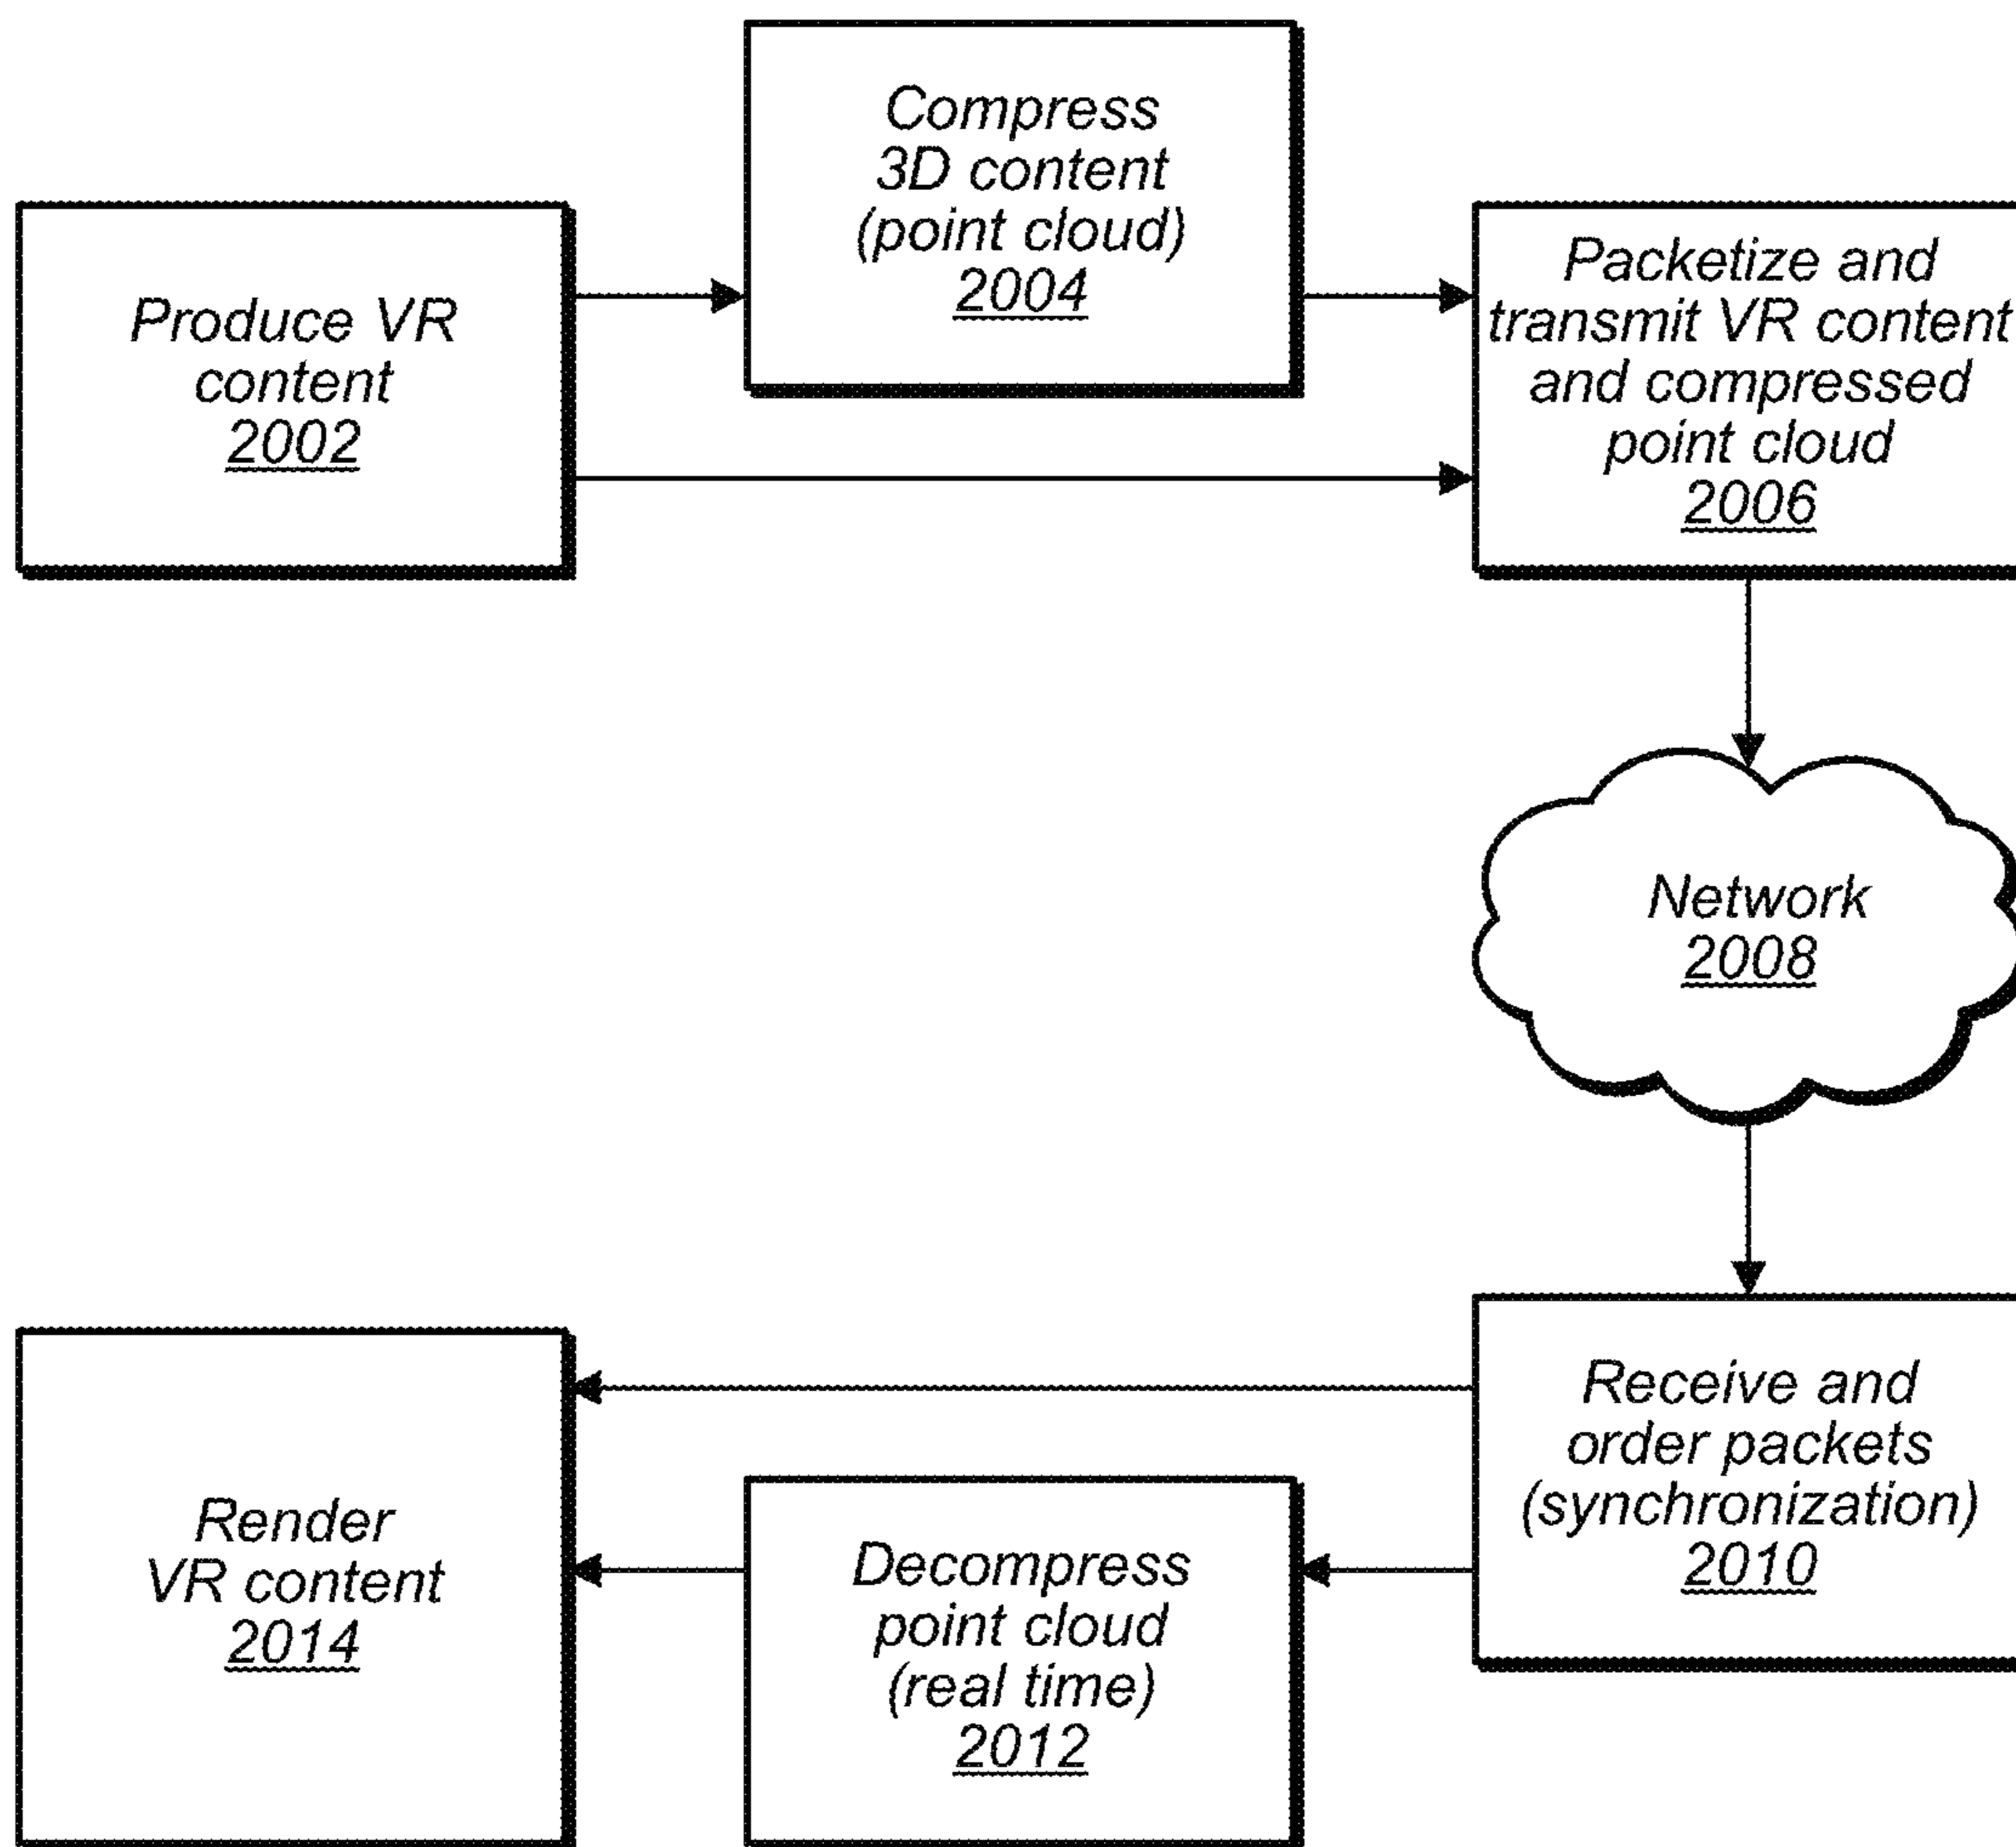 Produce VR
content
2002
Compress
3D content
(point cloud)
2004
Packetize and
transmit VR content
and compressed
point cloud
2006
Network
2008
Receive and
order packets
(synchronization)
2010
Decompress
point cloud
(real time)
2012
Render
VR content
2014